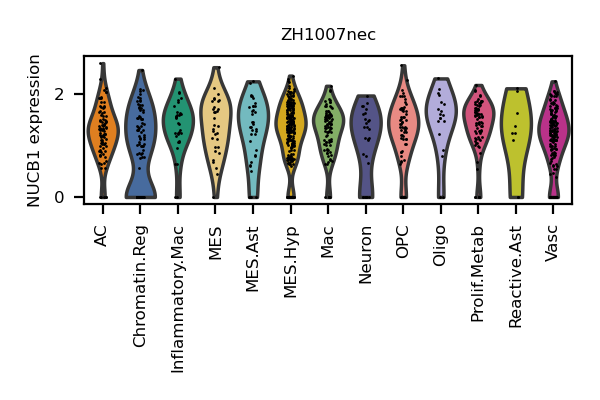 ZH1007nec
NUCB1 expression
2
0
AC
Chromatin.Reg
Inflammatory.Mac
MES
MES.Ast
MES.Hyp
Mac
Neuron
OPC
Oligo
Prolif.Metab
Reactive.Ast
Vasc